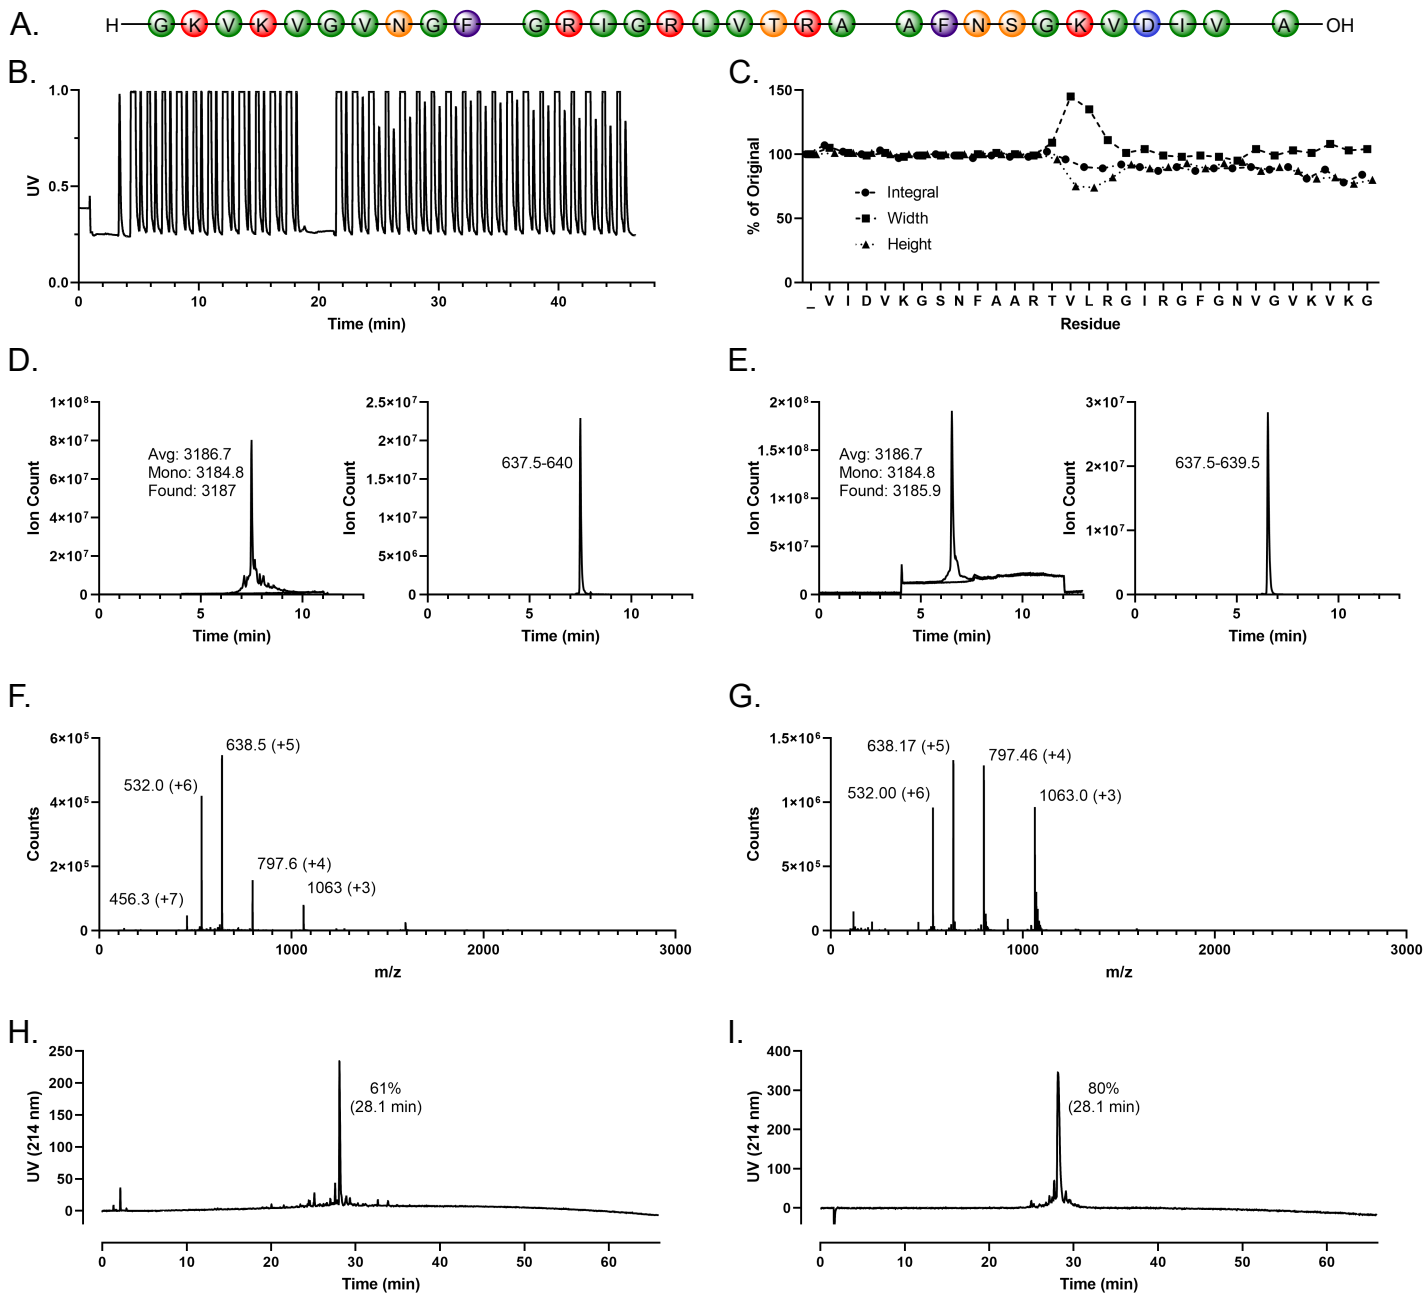 A.
H G K V K V G V N G F G R I G R L V T R A A F N S G K V D I V A OH
B.
1.0
0.5
0.0
UV
0 10 20 30 40
Time (min)
C.
150
100
50
0
% of Original
Integral
Width
Height
_ V I D V K G S N F A A R T V L R G I R G F G N V G V K V K G
Residue
D.
1×10⁸
8×10⁷
6×10⁷
4×10⁷
2×10⁷
0
Ion Count
Avg: 3186.7
Mono: 3184.8
Found: 3187
0 5 10
Time (min)
2.5×10⁷
2×10⁷
1.5×10⁷
1×10⁷
5×10⁶
0
Ion Count
637.5-640
0 5 10
Time (min)
E.
2×10⁸
1.5×10⁸
1×10⁸
5×10⁷
0
Ion Count
Avg: 3186.7
Mono: 3184.8
Found: 3185.9
0 5 10
Time (min)
3×10⁷
2×10⁷
1×10⁷
0
Ion Count
637.5-639.5
0 5 10
Time (min)
F.
6×10⁵
4×10⁵
2×10⁵
0
Counts
638.5 (+5)
532.0 (+6)
797.6 (+4)
1063 (+3)
456.3 (+7)
0 1000 2000 3000
m/z
G.
1.5×10⁶
1×10⁶
5×10⁵
0
Counts
638.17 (+5)
797.46 (+4)
532.00 (+6)
1063.0 (+3)
0 1000 2000 3000
m/z
H.
250
200
150
100
50
0
UV (214 nm)
61%
(28.1 min)
0 10 20 30 40 50 60
Time (min)
I.
400
300
200
100
0
UV (214 nm)
80%
(28.1 min)
0 10 20 30 40 50 60
Time (min)